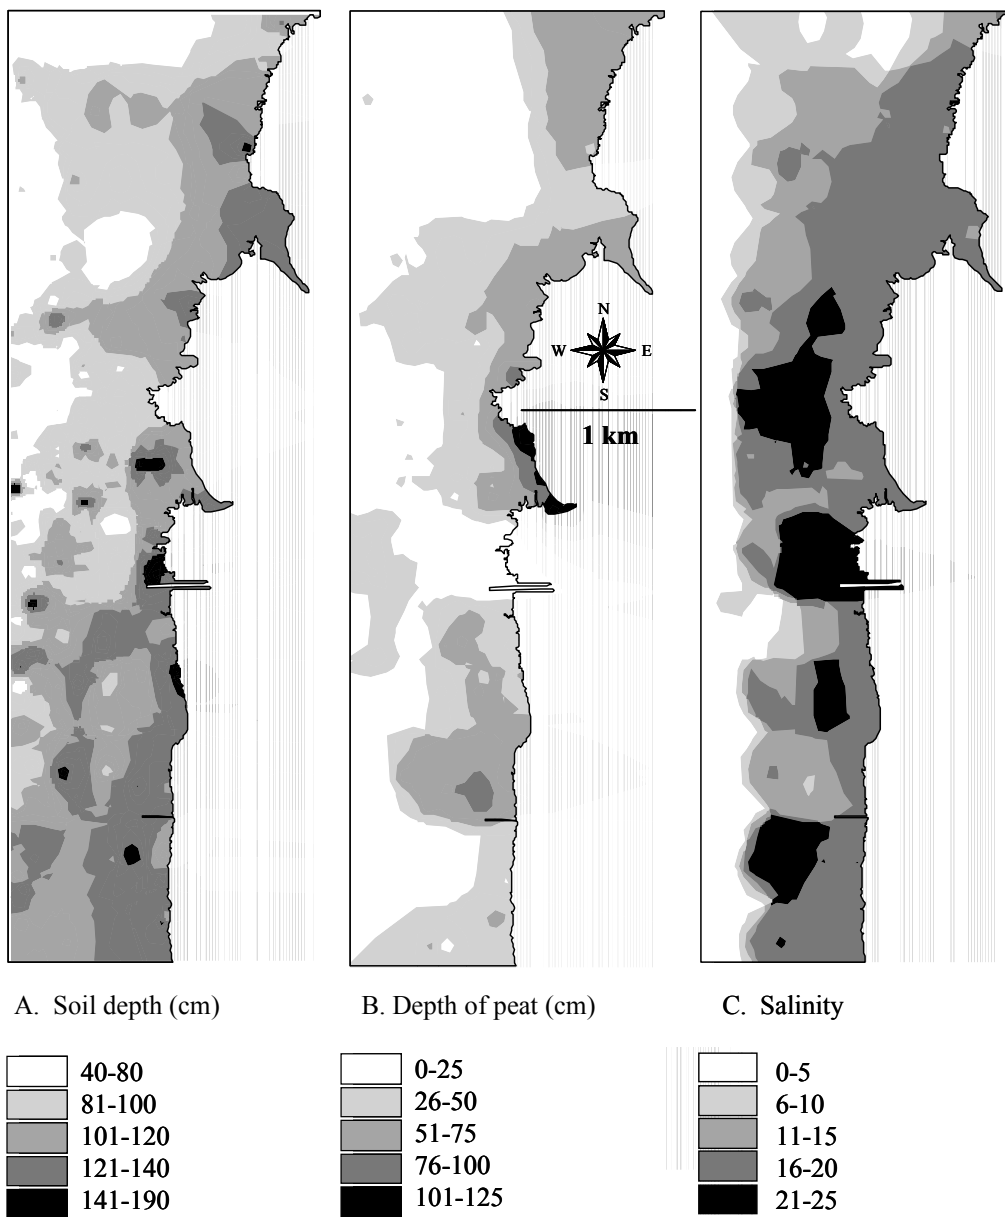 N
W E
S
1 km
A. Soil depth (cm)
B. Depth of peat (cm)
C. Salinity
40-80
81-100
101-120
121-140
141-190
0-25
26-50
51-75
76-100
101-125
0-5
6-10
11-15
16-20
21-25